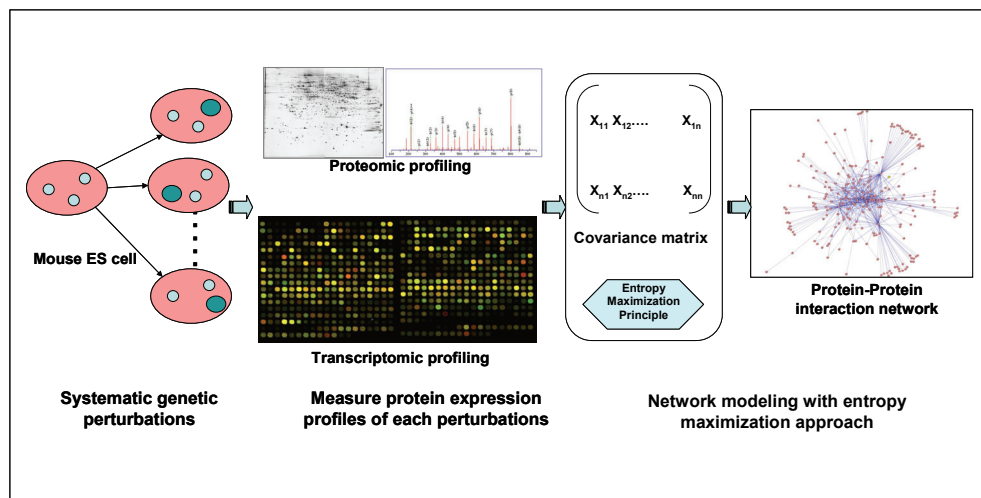 Mouse ES cell
Proteomic profiling
Transcriptomic profiling
X11 X12.... X1n
Xn1 Xn2.... Xnn
Covariance matrix
Entropy
Maximization
Principle
Protein-Protein
interaction network
Systematic genetic
perturbations
Measure protein expression
profiles of each perturbations
Network modeling with entropy
maximization approach